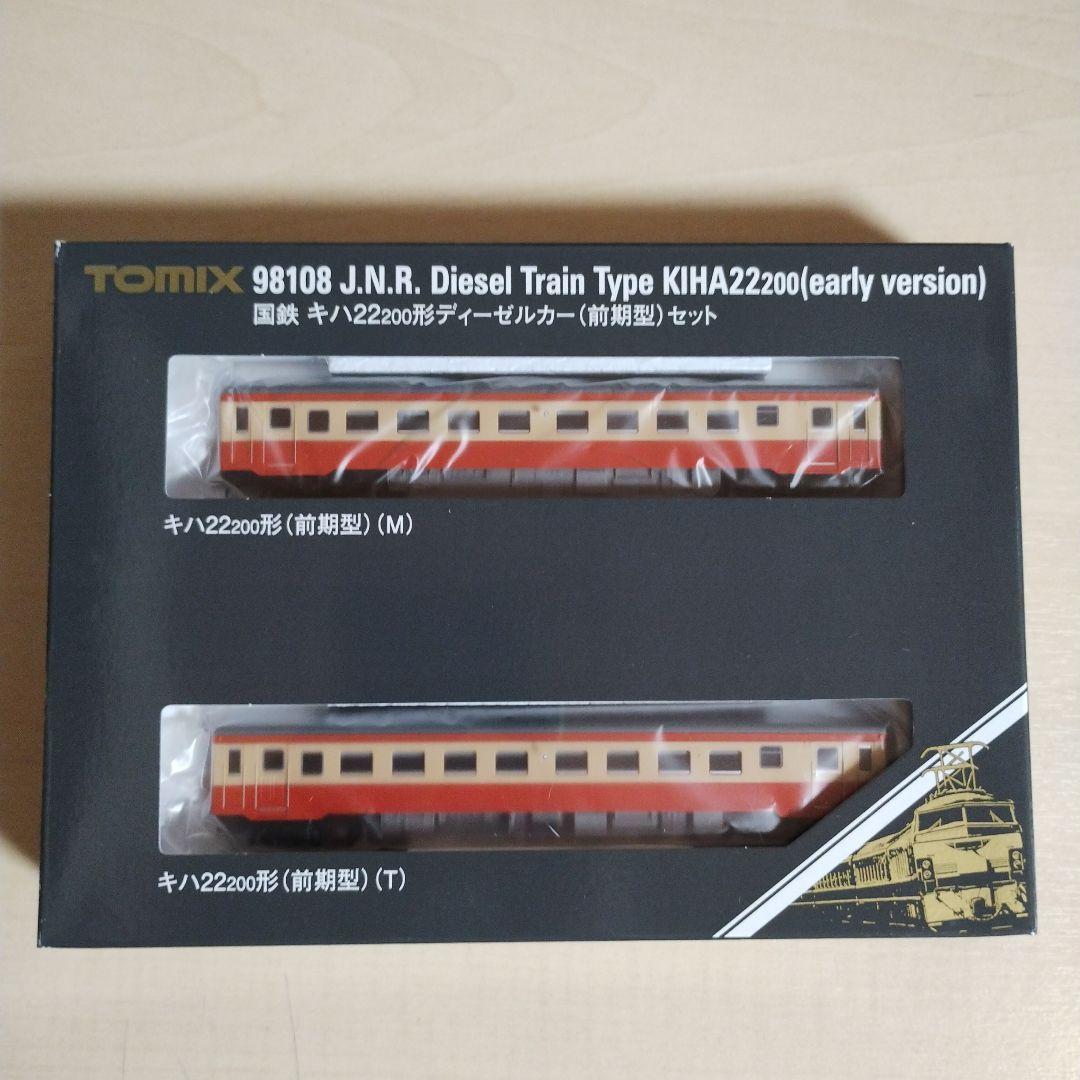 TOMIX 98108 J.N.R. Diesel Train Type KIHA22200(early version)
国鉄 キハ22200形ディーゼルカー(前期型)セット
キハ22200形(前期型)(M)
キハ22200形(前期型)(T)